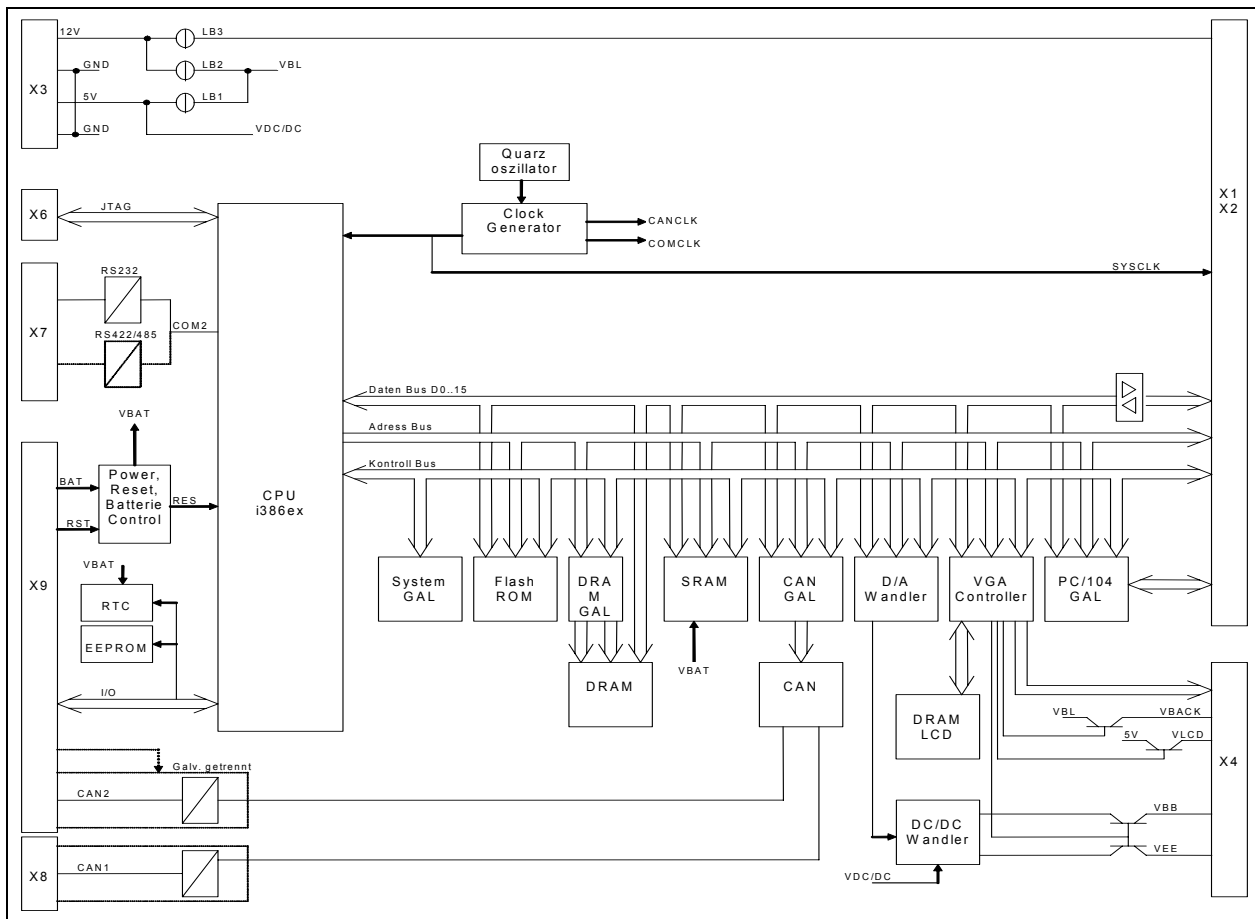 12V
LB3
GND
LB2
VBL
X3
5V
LB1
GND
VDC/DC
Quarz
oszillator
X1
X2
X6
JTAG
Clock
Generator
CANCLK
COMCLK
RS232
SYSCLK
X7
COM2
RS422/485
Daten Bus D0..15
VBAT
Adress Bus
Kontroll Bus
BAT
Power,
Reset,
Batterie
Control
RES
RST
CPU
i386ex
VBAT
X9
RTC
EEPROM
I/O
System
GAL
Flash
ROM
DRA
M
GAL
SRAM
CAN
GAL
D/A
Wandler
VGA
Controller
PC/104
GAL
VBAT
DRAM
CAN
DRAM
LCD
VBL
VBACK
5V
VLCD
X4
Galv. getrennt
CAN2
DC/DC
Wandler
VBB
VEE
X8
CAN1
VDC/DC